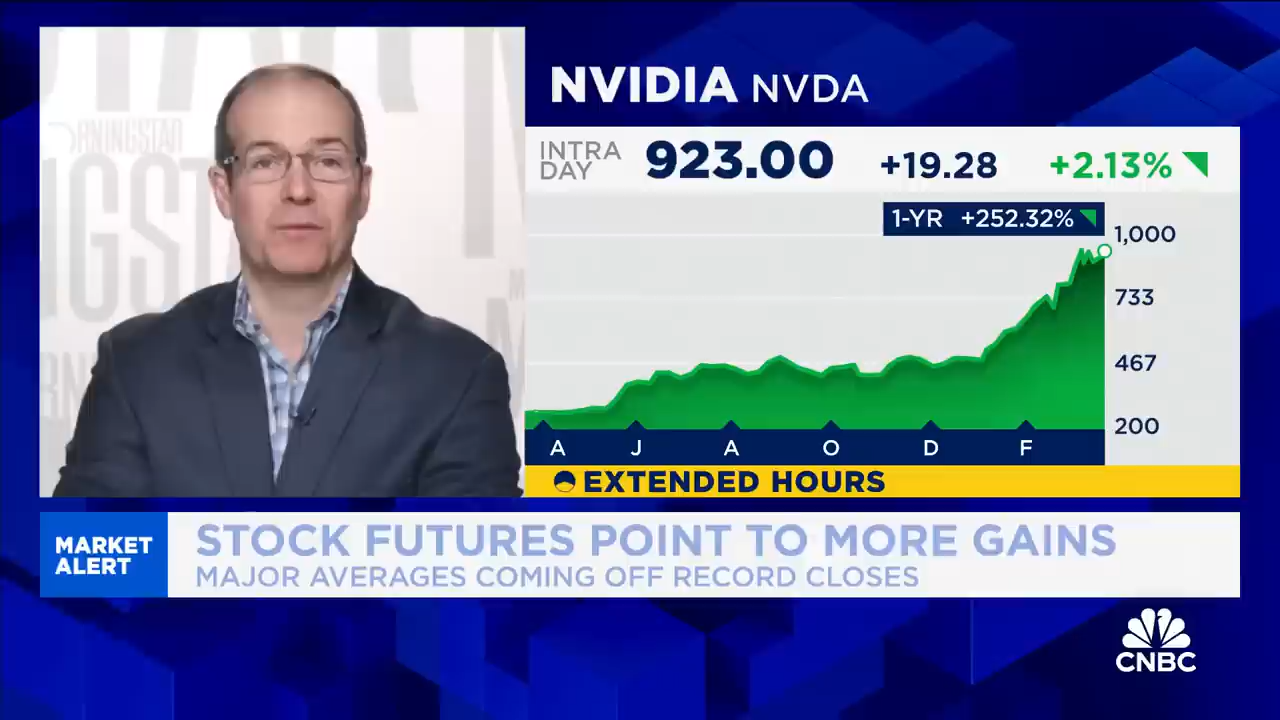 NVIDIA NVDA
INTRA DAY 923.00 +19.28 +2.13%
1-YR +252.32%
1,000
733
467
200
A J A O D F
EXTENDED HOURS
MARKET ALERT
STOCK FUTURES POINT TO MORE GAINS
MAJOR AVERAGES COMING OFF RECORD CLOSES
CNBC